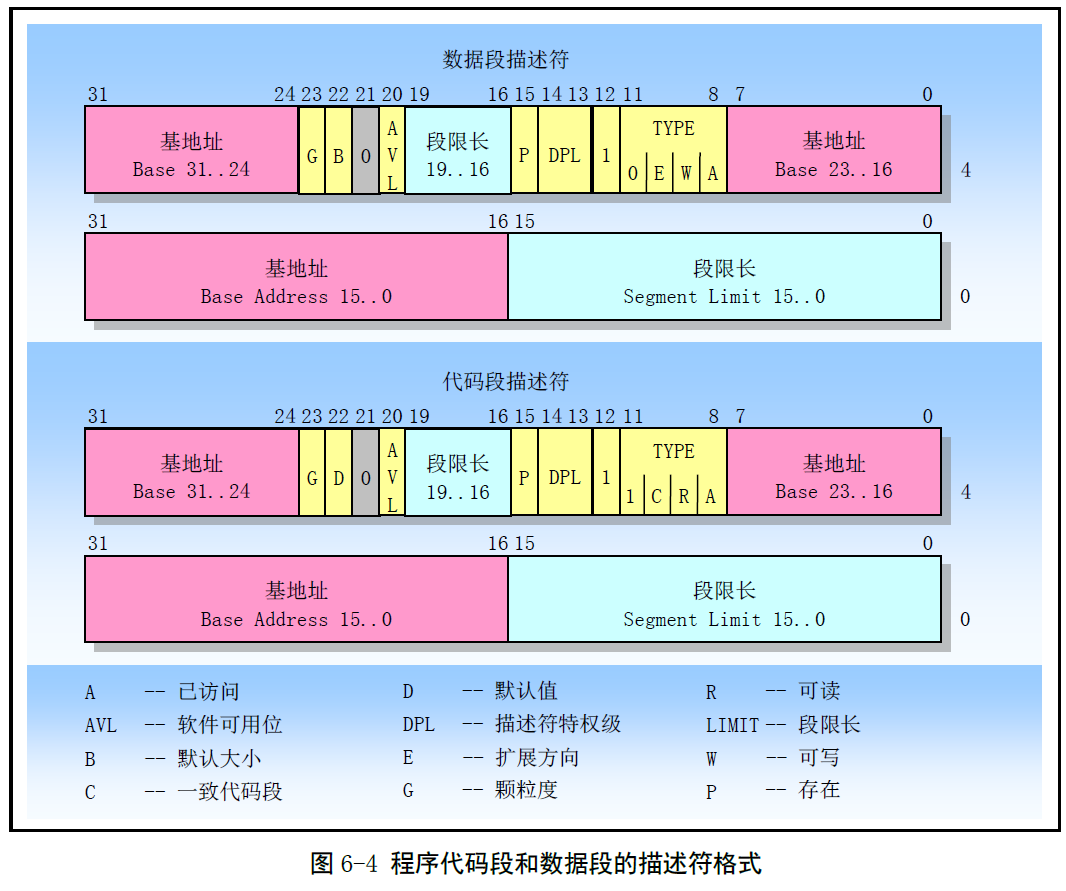 数据段描述符
31 24 23 22 21 20 19 16 15 14 13 12 11 8 7 0
基地址
Base 31..24
G B 0
A
V
L
段限长
19..16
P DPL 1
TYPE
0 E W A
基地址
Base 23..16
4
31 16 15 0
基地址
Base Address 15..0
段限长
Segment Limit 15..0
0
代码段描述符
31 24 23 22 21 20 19 16 15 14 13 12 11 8 7 0
基地址
Base 31..24
G D 0
A
V
L
段限长
19..16
P DPL 1
TYPE
1 C R A
基地址
Base 23..16
4
31 16 15 0
基地址
Base Address 15..0
段限长
Segment Limit 15..0
0
A -- 已访问 D -- 默认值 R -- 可读
AVL -- 软件可用位 DPL -- 描述符特权级 LIMIT -- 段限长
B -- 默认大小 E -- 扩展方向 W -- 可写
C -- 一致代码段 G -- 颗粒度 P -- 存在
图 6-4 程序代码段和数据段的描述符格式